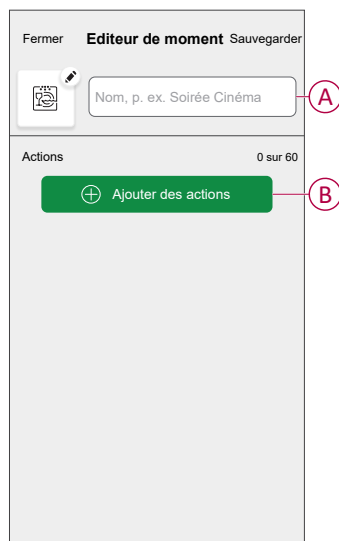 Fermer Editeur de moment Sauvegarder
Nom, p. ex. Soirée Cinéma A
Actions 0 sur 60
Ajouter des actions B